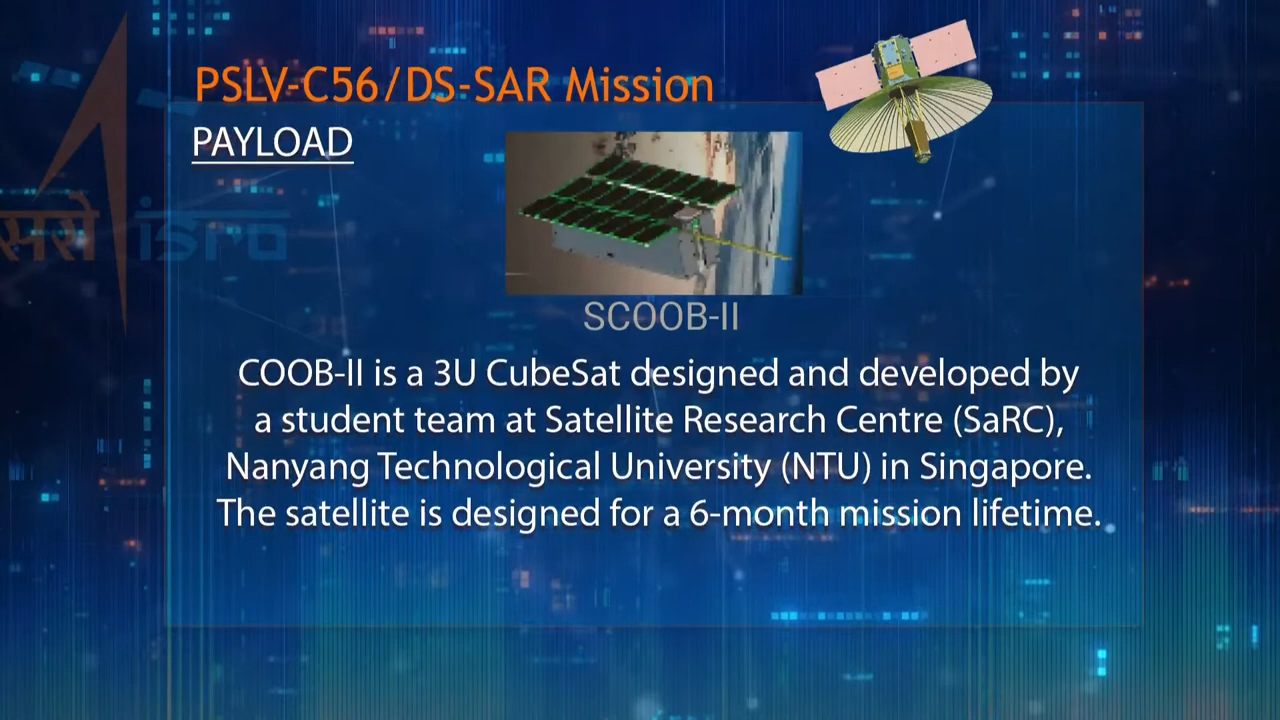 PSLV-C56/DS-SAR Mission
PAYLOAD
सरो isro
SCOOB-II
COOB-II is a 3U CubeSat designed and developed by
a student team at Satellite Research Centre (SaRC),
Nanyang Technological University (NTU) in Singapore.
The satellite is designed for a 6-month mission lifetime.